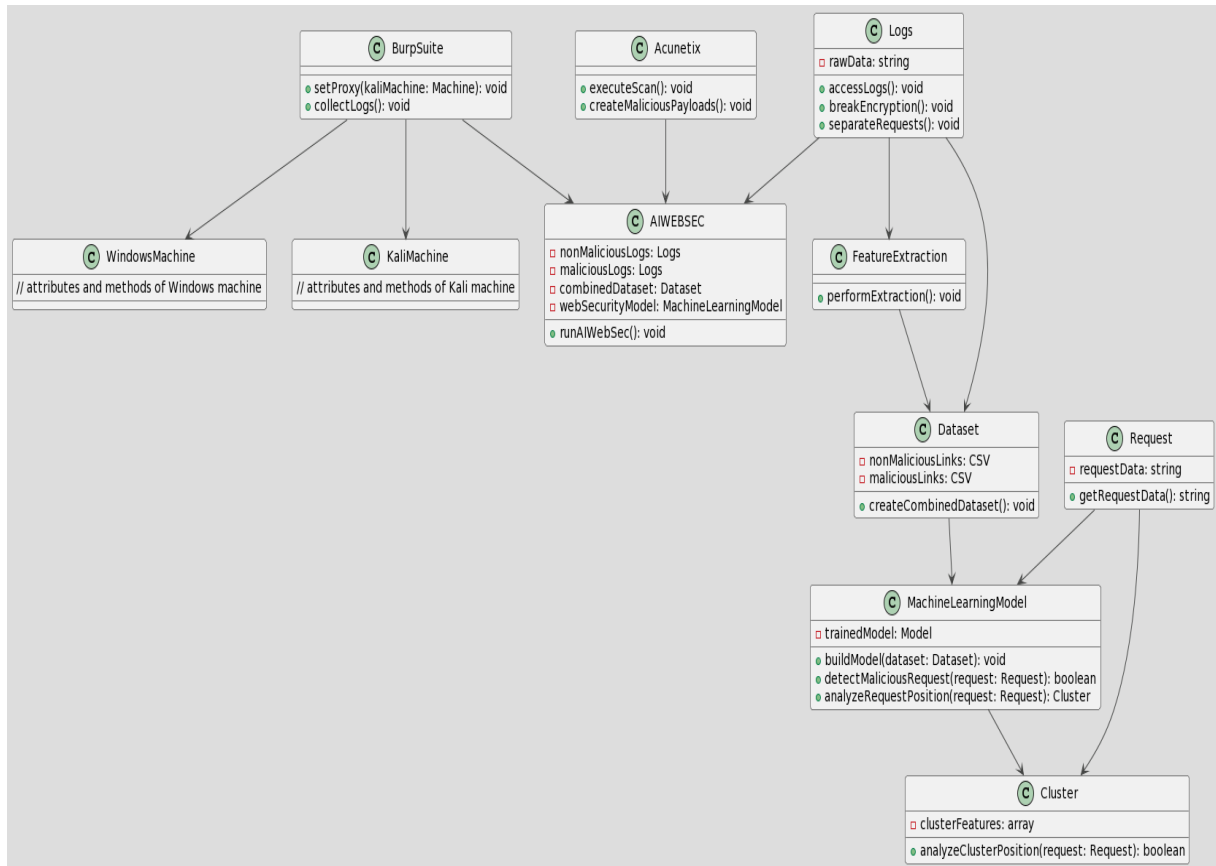 C BurpSuite
setProxy(kaliMachine: Machine): void
collectLogs(): void
C Acunetix
executeScan(): void
createMaliciousPayloads(): void
C Logs
rawData: string
accessLogs(): void
breakEncryption(): void
separateRequests(): void
C WindowsMachine
// attributes and methods of Windows machine
C KaliMachine
// attributes and methods of Kali machine
C AIWEBSEC
nonMaliciousLogs: Logs
maliciousLogs: Logs
combinedDataset: Dataset
webSecurityModel: MachineLearningModel
runAIWebSec(): void
C FeatureExtraction
performExtraction(): void
C Dataset
nonMaliciousLinks: CSV
maliciousLinks: CSV
createCombinedDataset(): void
C Request
requestData: string
getRequestData(): string
C MachineLearningModel
trainedModel: Model
buildModel(dataset: Dataset): void
detectMaliciousRequest(request: Request): boolean
analyzeRequestPosition(request: Request): Cluster
C Cluster
clusterFeatures: array
analyzeClusterPosition(request: Request): boolean